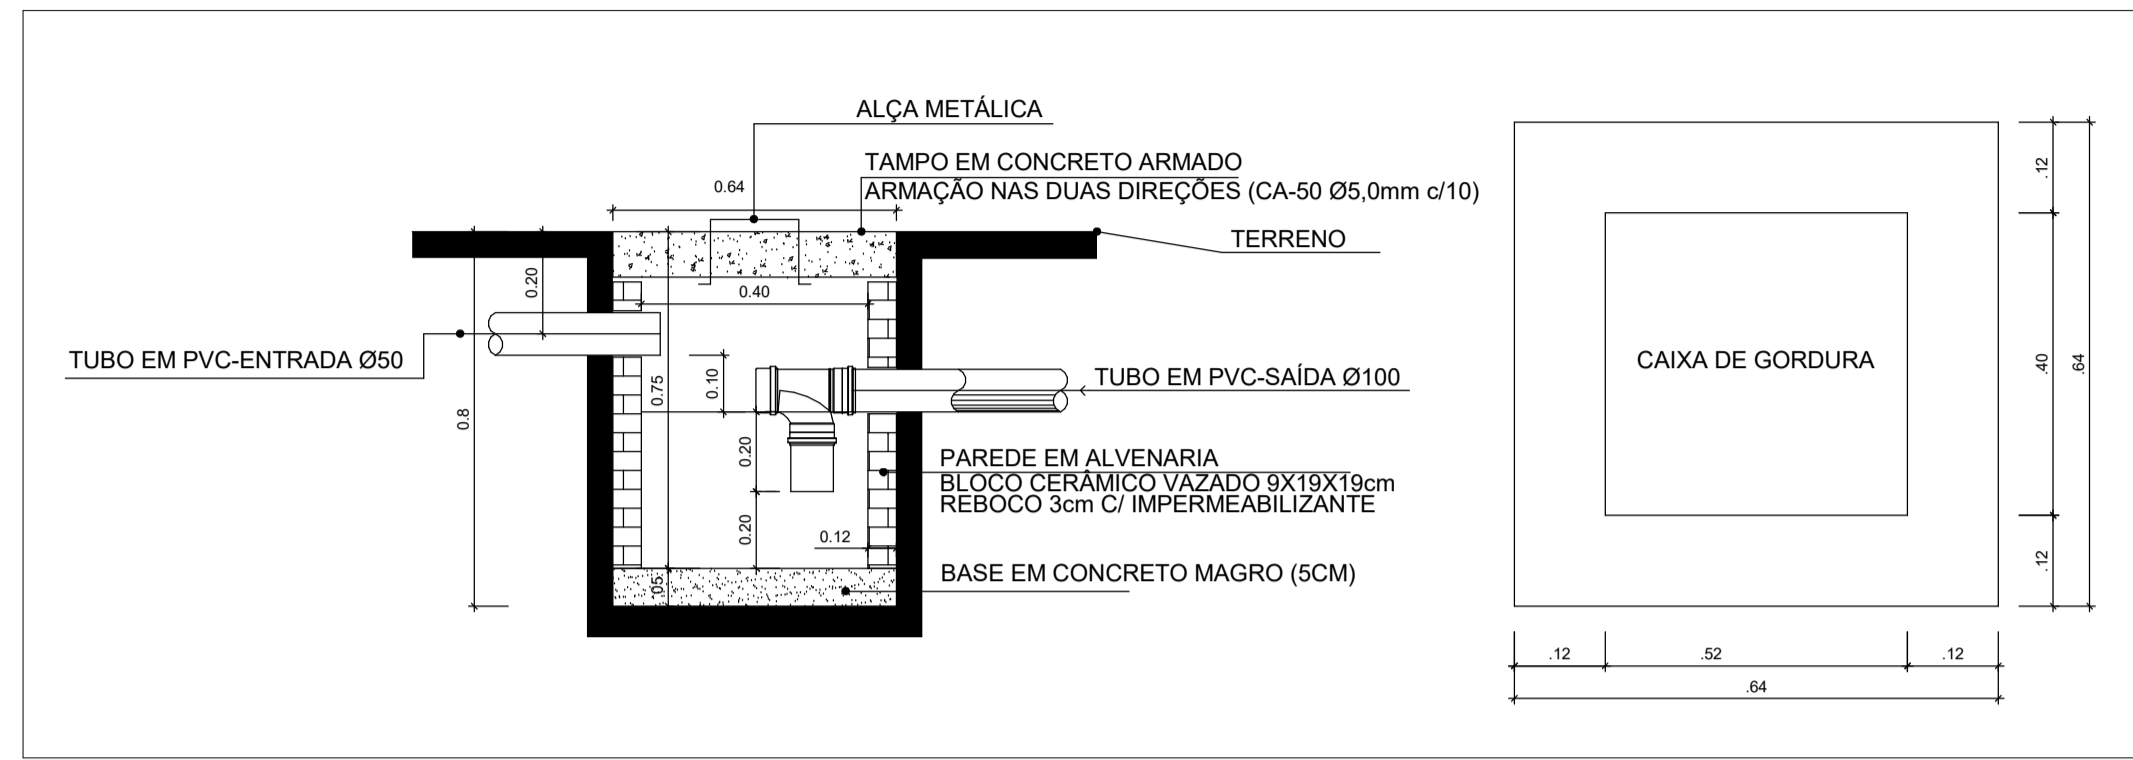 ALÇA METÁLICA
TAMPO EM CONCRETO ARMADO
ARMAÇÃO NAS DUAS DIREÇÕES (CA-50 Ø5,0mm c/10)
0.64
TERRENO
0.20
0.40
TUBO EM PVC-ENTRADA Ø50
0.8
0.75
0.10
TUBO EM PVC-SAÍDA Ø100
0.20
PAREDE EM ALVENARIA
BLOCO CERÂMICO VAZADO 9X19X19cm
REBOCO 3cm C/ IMPERMEABILIZANTE
0.20
0.12
.05
BASE EM CONCRETO MAGRO (5CM)
CAIXA DE GORDURA
.12
.40
.64
.12
.12
.52
.12
.64